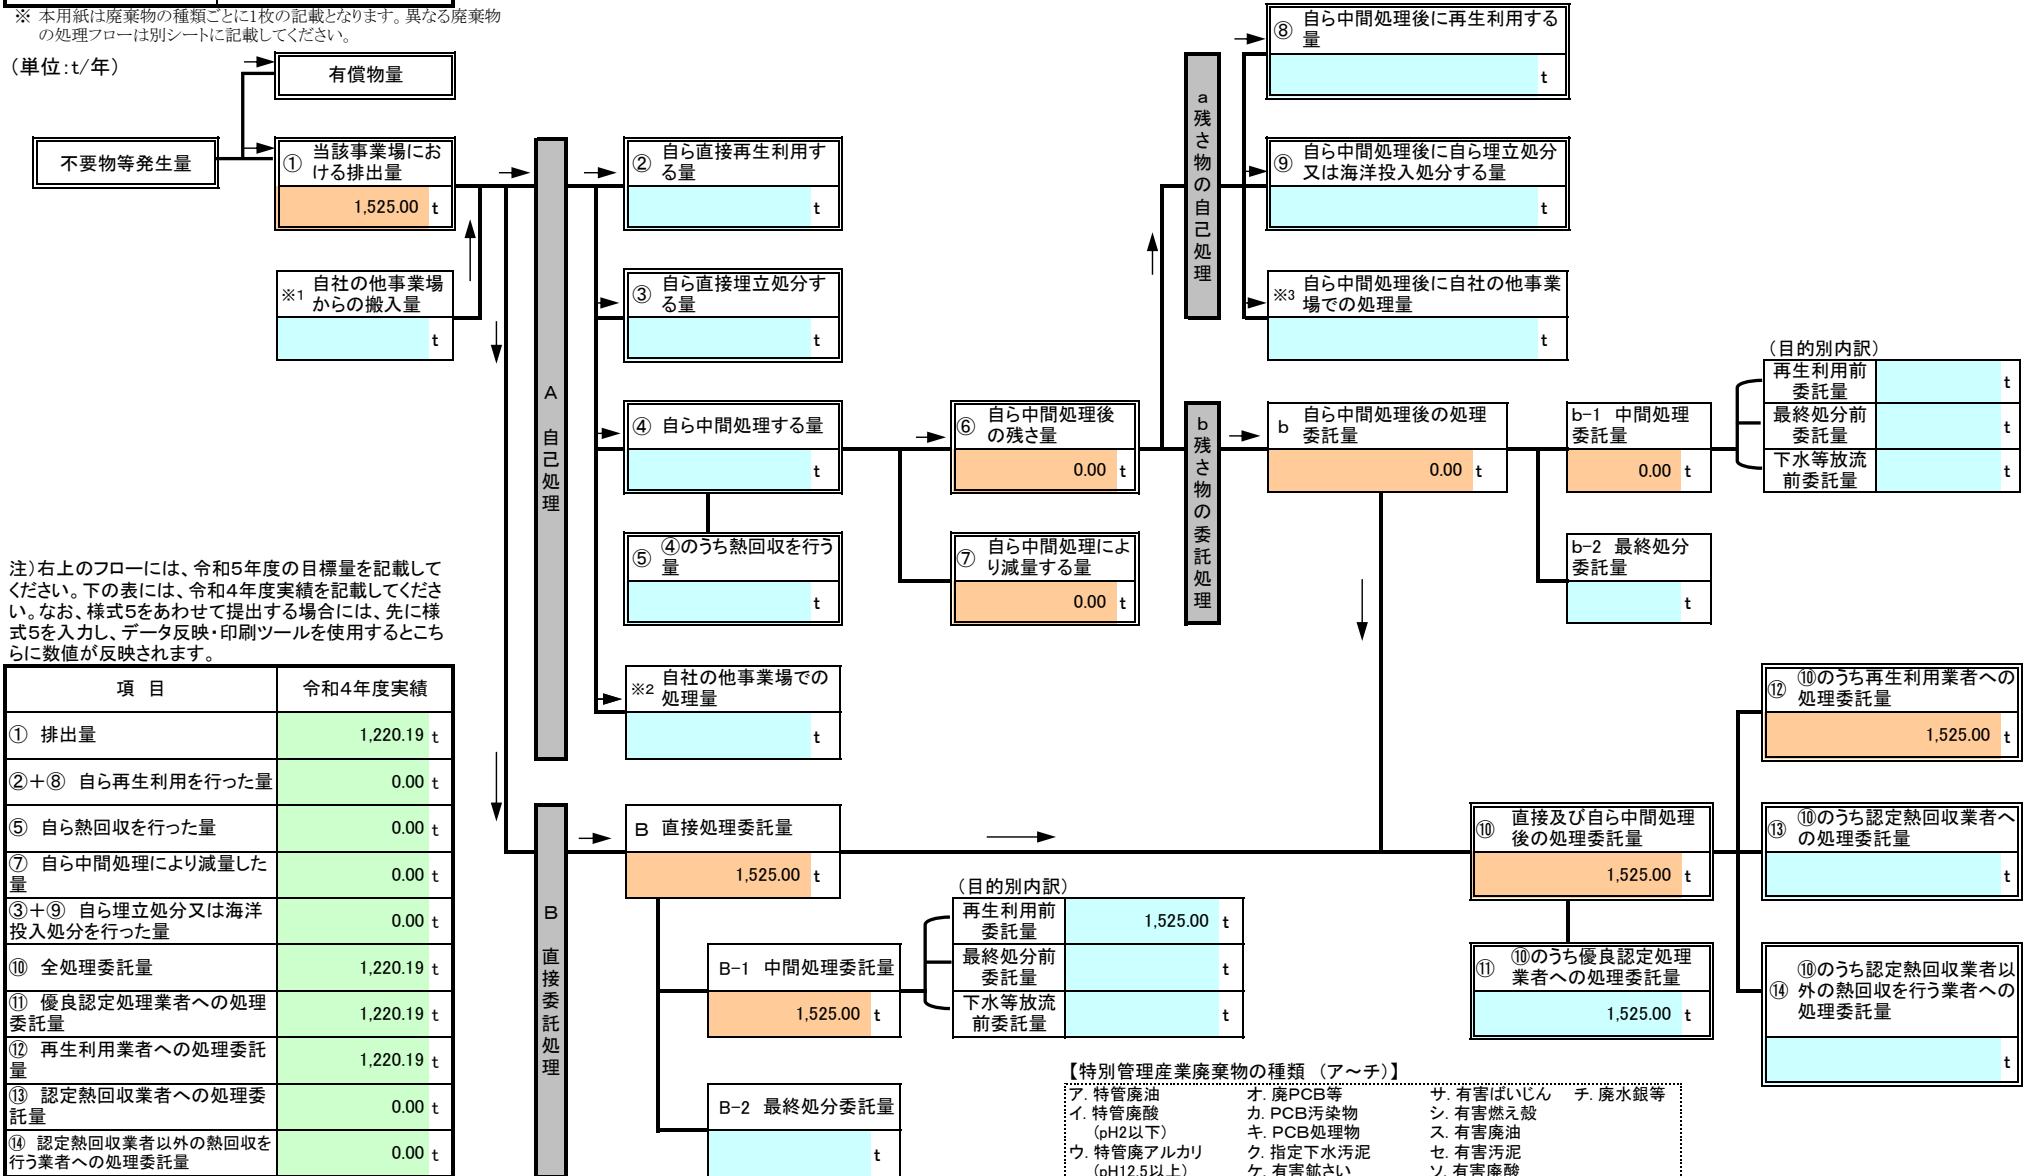 ※ 本用紙は廃棄物の種類ごとに1枚の記載となります。異なる廃棄物
の処理フローは別シートに記載してください。
(単位:t/年)
有償物量
不要物等発生量
① 当該事業場にお
ける排出量
1,525.00 t
※1 自社の他事業場
からの搬入量
t
A 自己処理
② 自ら直接再生利用す
る量
t
③ 自ら直接埋立処分す
る量
t
④ 自ら中間処理する量
t
⑤ ④のうち熱回収を行う
量
t
※2 自社の他事業場での
処理量
t
⑥ 自ら中間処理後
の残さ量
0.00 t
⑦ 自ら中間処理によ
り減量する量
0.00 t
a 残さ物の自己処理
⑧ 自ら中間処理後に再生利用する
量
t
⑨ 自ら中間処理後に自ら埋立処分
又は海洋投入処分する量
t
※3 自ら中間処理後に自社の他事業
場での処理量
t
b 残さ物の委託処理
b 自ら中間処理後の処理
委託量
0.00 t
b-1 中間処理
委託量
0.00 t
(目的別内訳)
再生利用前
委託量
t
最終処分前
委託量
t
下水等放流
前委託量
t
b-2 最終処分
委託量
t
注)右上のフローには、令和5年度の目標量を記載して
ください。下の表には、令和4年度実績を記載してくださ
い。なお、様式5をあわせて提出する場合には、先に様
式5を入力し、データ反映・印刷ツールを使用するとこち
らに数値が反映されます。
項 目 令和4年度実績
① 排出量 1,220.19 t
②+⑧ 自ら再生利用を行った量 0.00 t
⑤ 自ら熱回収を行った量 0.00 t
⑦ 自ら中間処理により減量した
量 0.00 t
③+⑨ 自ら埋立処分又は海洋
投入処分を行った量 0.00 t
⑩ 全処理委託量 1,220.19 t
⑪ 優良認定処理業者への処理
委託量 1,220.19 t
⑫ 再生利用業者への処理委託
量 1,220.19 t
⑬ 認定熱回収業者への処理委
託量 0.00 t
⑭ 認定熱回収業者以外の熱回収を
行う業者への処理委託量 0.00 t
B 直接委託処理
B 直接処理委託量
1,525.00 t
B-1 中間処理委託量
1,525.00 t
(目的別内訳)
再生利用前
委託量
1,525.00 t
最終処分前
委託量
t
下水等放流
前委託量
t
B-2 最終処分委託量
t
⑩ 直接及び自ら中間処理
後の処理委託量
1,525.00 t
⑪ ⑩のうち優良認定処理
業者への処理委託量
1,525.00 t
⑫ ⑩のうち再生利用業者への
処理委託量
1,525.00 t
⑬ ⑩のうち認定熱回収業者へ
の処理委託量
t
⑭ ⑩のうち認定熱回収業者以
外の熱回収を行う業者への
処理委託量
t
【特別管理産業廃棄物の種類 (ア~チ)】
ア. 特管廃油 オ. 廃PCB等 サ. 有害ばいじん チ. 廃水銀等
イ. 特管廃酸 カ. PCB汚染物 シ. 有害燃え殻
(pH2以下) キ. PCB処理物 ス. 有害廃油
ウ. 特管廃アルカリ ク. 指定下水汚泥 セ. 有害汚泥
(pH12.5以上) ケ. 有害鉱さい ソ. 有害廃酸